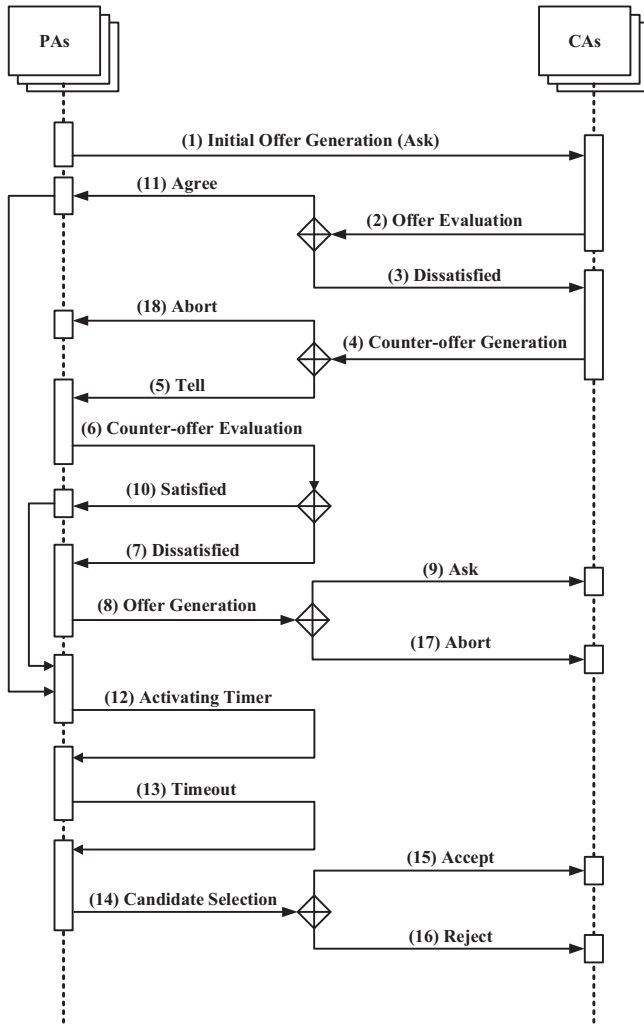 PAs
CAs
(1) Initial Offer Generation (Ask)
(11) Agree
(2) Offer Evaluation
(3) Dissatisfied
(18) Abort
(4) Counter-offer Generation
(5) Tell
(6) Counter-offer Evaluation
(10) Satisfied
(7) Dissatisfied
(9) Ask
(8) Offer Generation
(17) Abort
(12) Activating Timer
(13) Timeout
(15) Accept
(14) Candidate Selection
(16) Reject